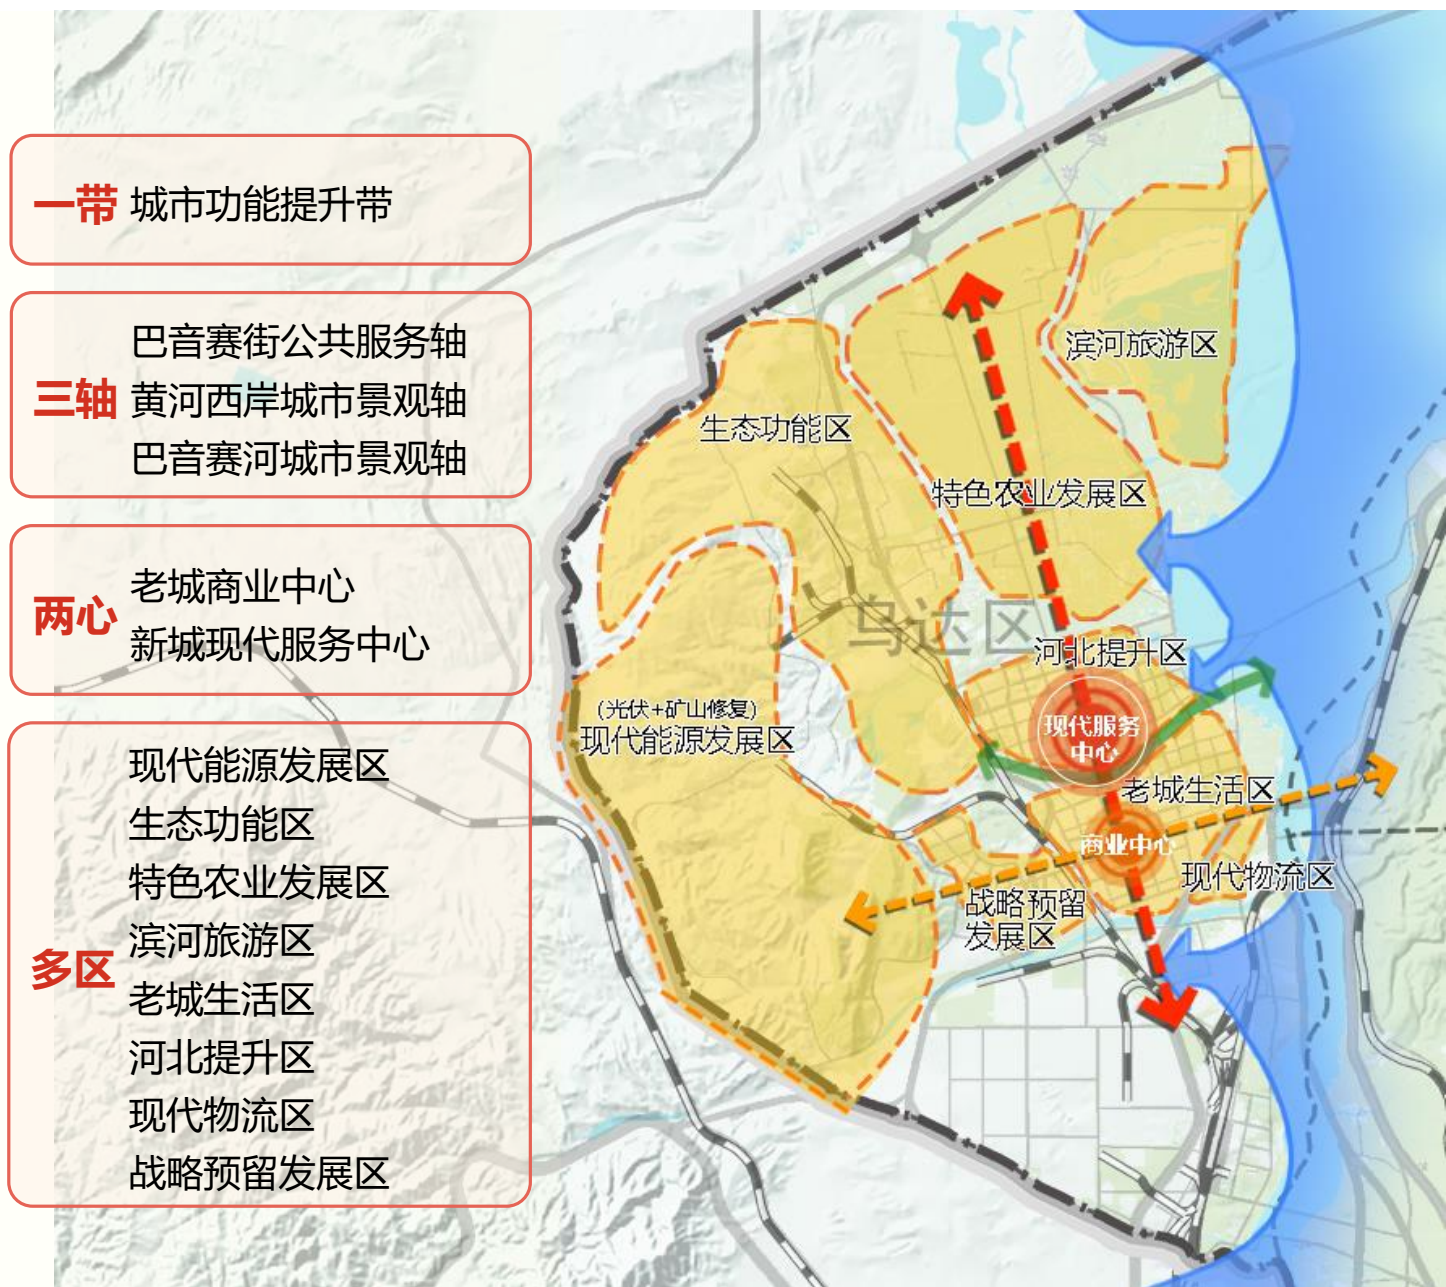 一带 城市功能提升带
三轴
巴音赛街公共服务轴
黄河西岸城市景观轴
巴音赛河城市景观轴
两心
老城商业中心
新城现代服务中心
多区
现代能源发展区
生态功能区
特色农业发展区
滨河旅游区
老城生活区
河北提升区
现代物流区
战略预留发展区
滨河旅游区
生态功能区
特色农业发展区
乌达区
河北提升区
(光伏+矿山修复)
现代能源发展区
现代服务
中心
老城生活区
商业中心
现代物流区
战略预留
发展区